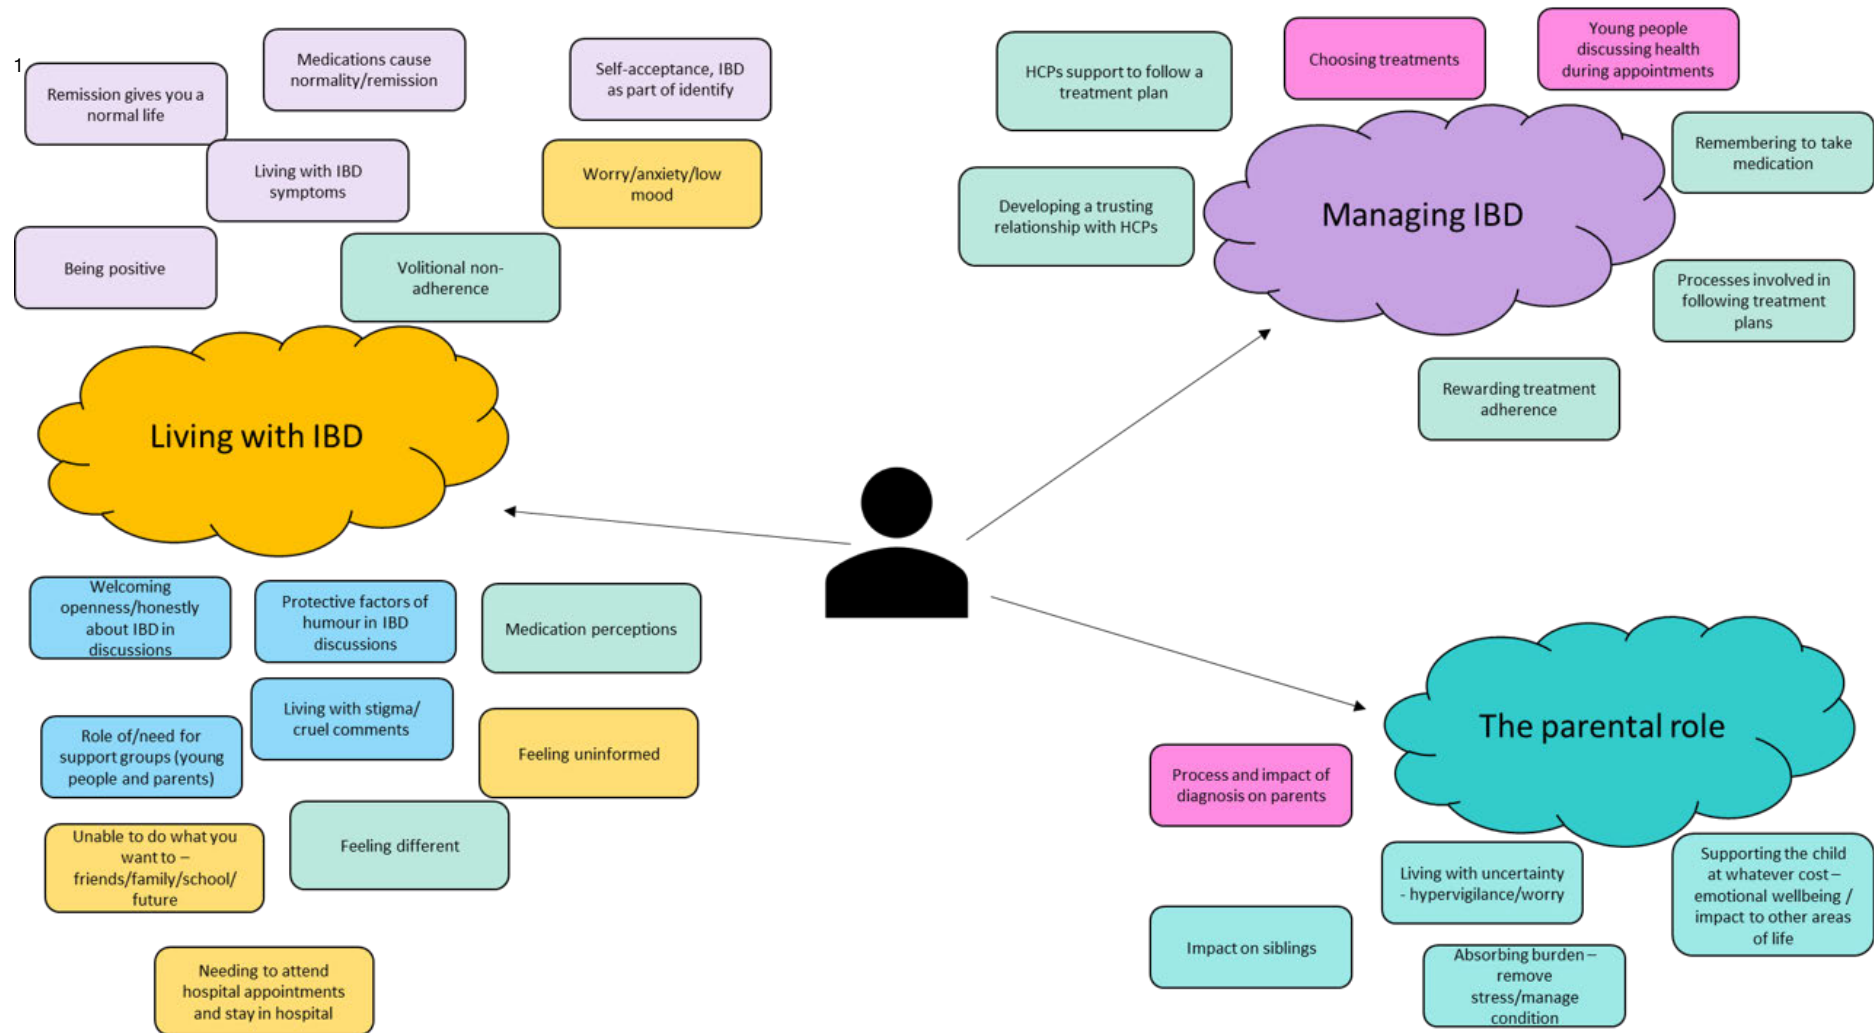 1
Remission gives you a
normal life
Medications cause
normality/remission
Self-acceptance, IBD
as part of identify
Living with IBD
symptoms
Worry/anxiety/low
mood
Being positive
Volitional non-
adherence
Living with IBD
Welcoming
openness/honestly
about IBD in
discussions
Protective factors of
humour in IBD
discussions
Medication perceptions
Role of/need for
support groups (young
people and parents)
Living with stigma/
cruel comments
Feeling uninformed
Unable to do what you
want to –
friends/family/school/
future
Feeling different
Needing to attend
hospital appointments
and stay in hospital
HCPs support to follow a
treatment plan
Choosing treatments
Young people
discussing health
during appointments
Developing a trusting
relationship with HCPs
Managing IBD
Remembering to take
medication
Processes involved in
following treatment
plans
Rewarding treatment
adherence
The parental role
Process and impact of
diagnosis on parents
Living with uncertainty
- hypervigilance/worry
Supporting the child
at whatever cost –
emotional wellbeing /
impact to other areas
of life
Impact on siblings
Absorbing burden –
remove
stress/manage
condition